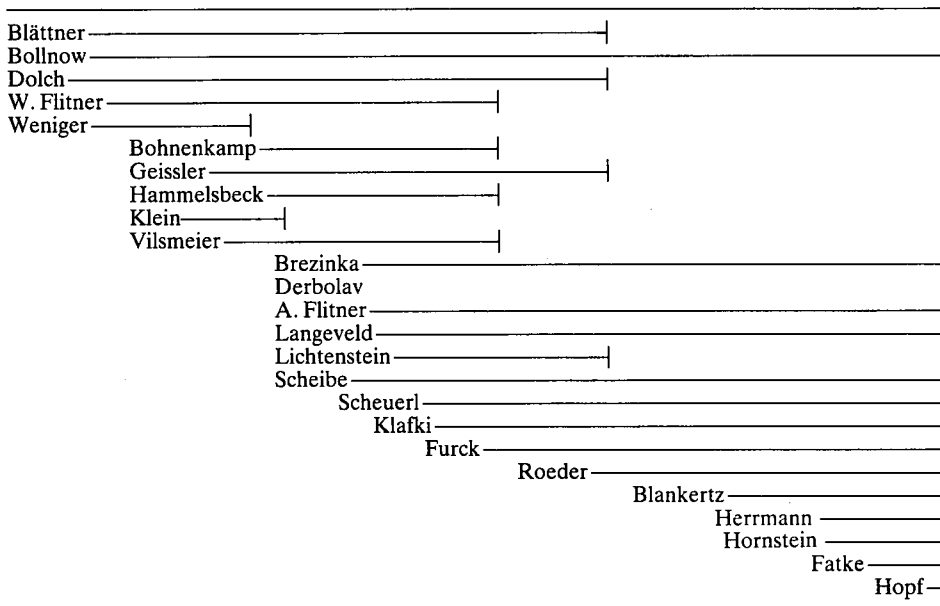 Blättner
Bollnow
Dolch
W. Flitner
Weniger
Bohnenkamp
Geissler
Hammelsbeck
Klein
Vilsmeier
Brezinka
Derbolav
A. Flitner
Langeveld
Lichtenstein
Scheibe
Scheuerl
Klafki
Furck
Roeder
Blankertz
Herrmann
Hornstein
Fatke
Hopf